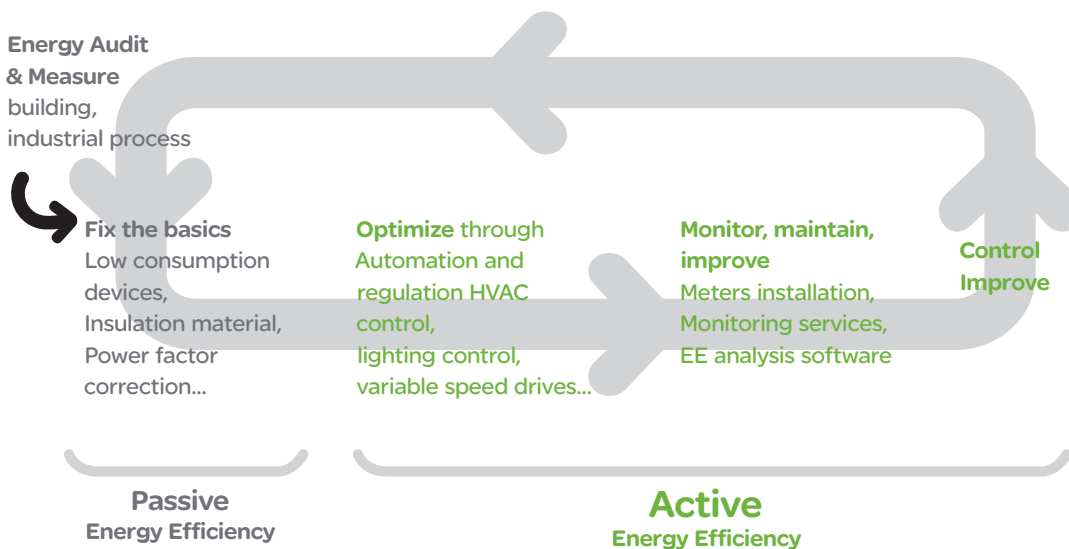 Energy Audit
& Measure
building,
industrial process
Fix the basics
Low consumption
devices,
Insulation material,
Power factor
correction...
Optimize through
Automation and
regulation HVAC
control,
lighting control,
variable speed drives...
Monitor, maintain,
improve
Meters installation,
Monitoring services,
EE analysis software
Control
Improve
Passive
Energy Efficiency
Active
Energy Efficiency